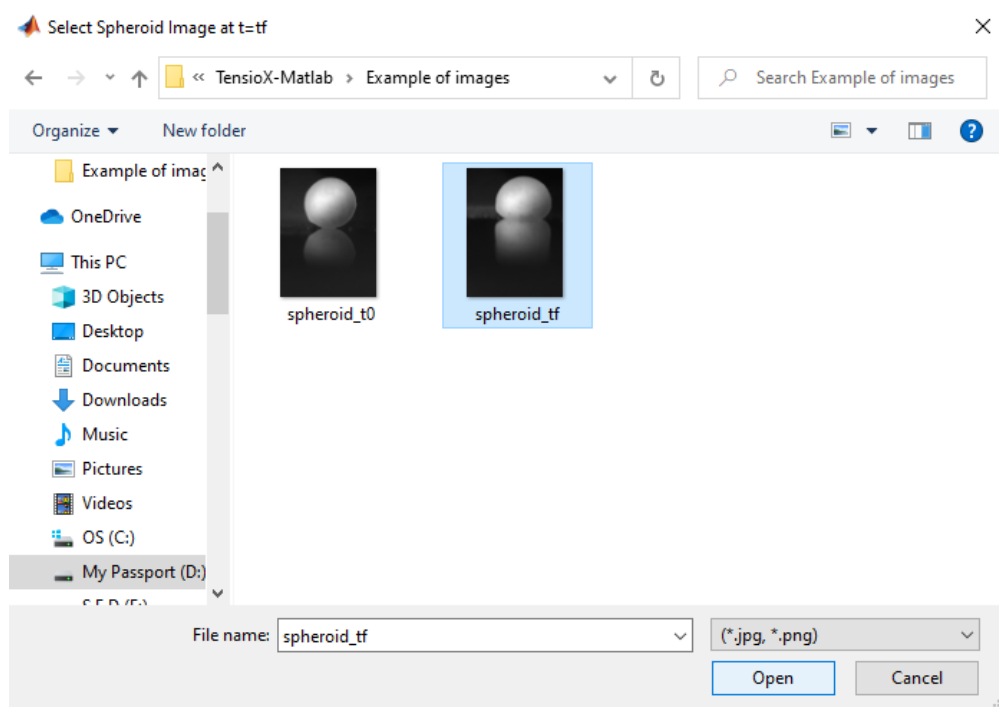 Select Spheroid Image at t=tf
« TensioX-Matlab › Example of images
Search Example of images
Organize
New folder
Example of imag
OneDrive
This PC
3D Objects
Desktop
Documents
Downloads
Music
Pictures
Videos
OS (C:)
My Passport (D:)
spheroid_t0
spheroid_tf
File name: spheroid_tf
(*.jpg, *.png)
Open
Cancel